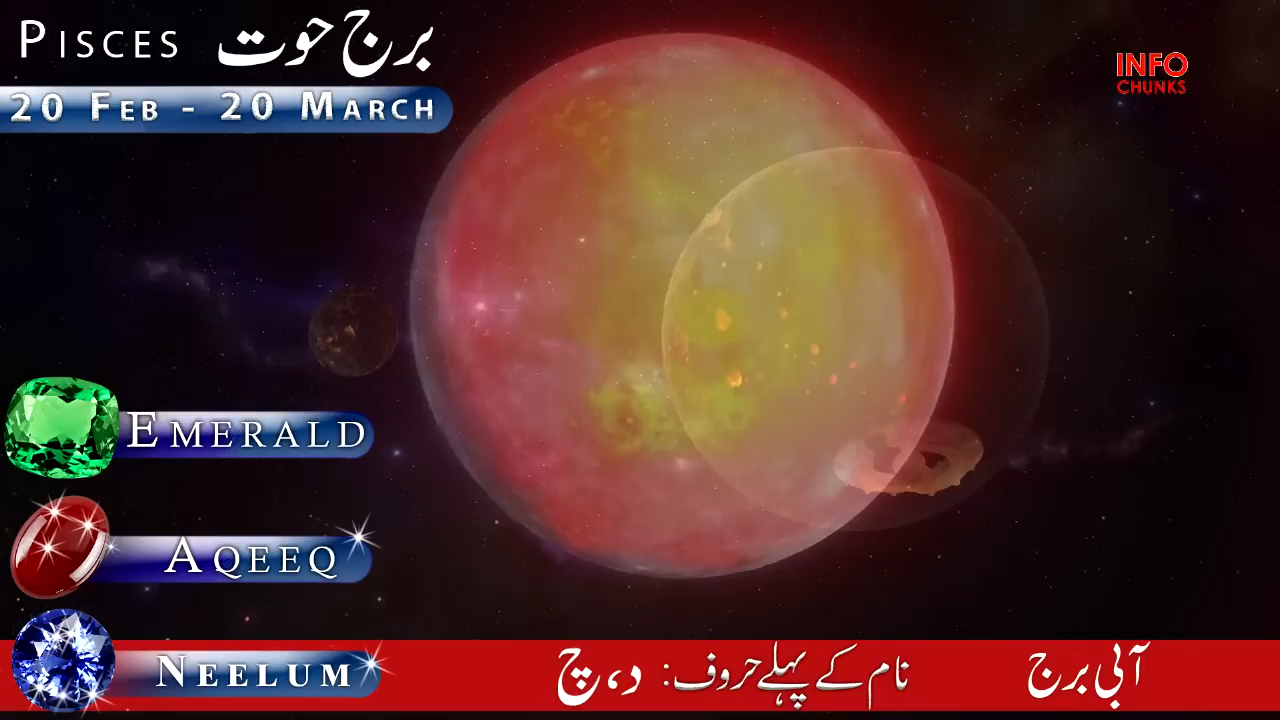 Pisces برج حوت
20 Feb - 20 March
INFO
CHUNKS
Emerald
Aqeeq
Neelum
آبی برج
نام کے پہلے حروف: د، چ